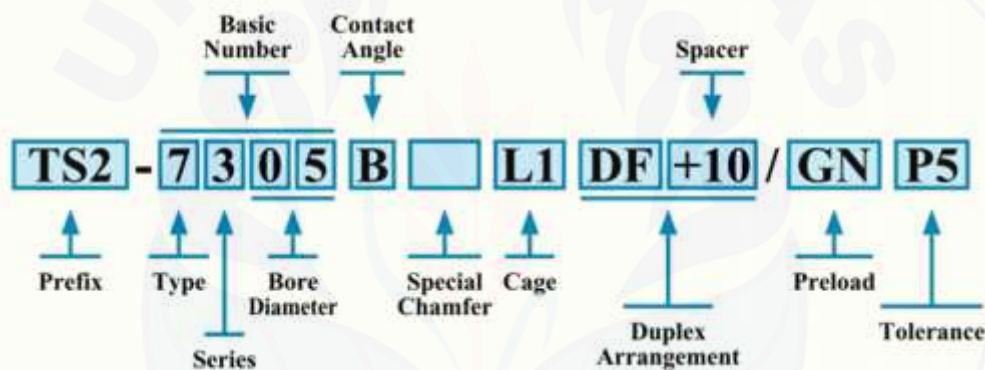 Basic Number
Contact Angle
Spacer
TS2 - 7 3 0 5 B L1 DF +10 / GN P5
Prefix
Type
Bore Diameter
Special Chamfer
Cage
Preload
Series
Duplex Arrangement
Tolerance